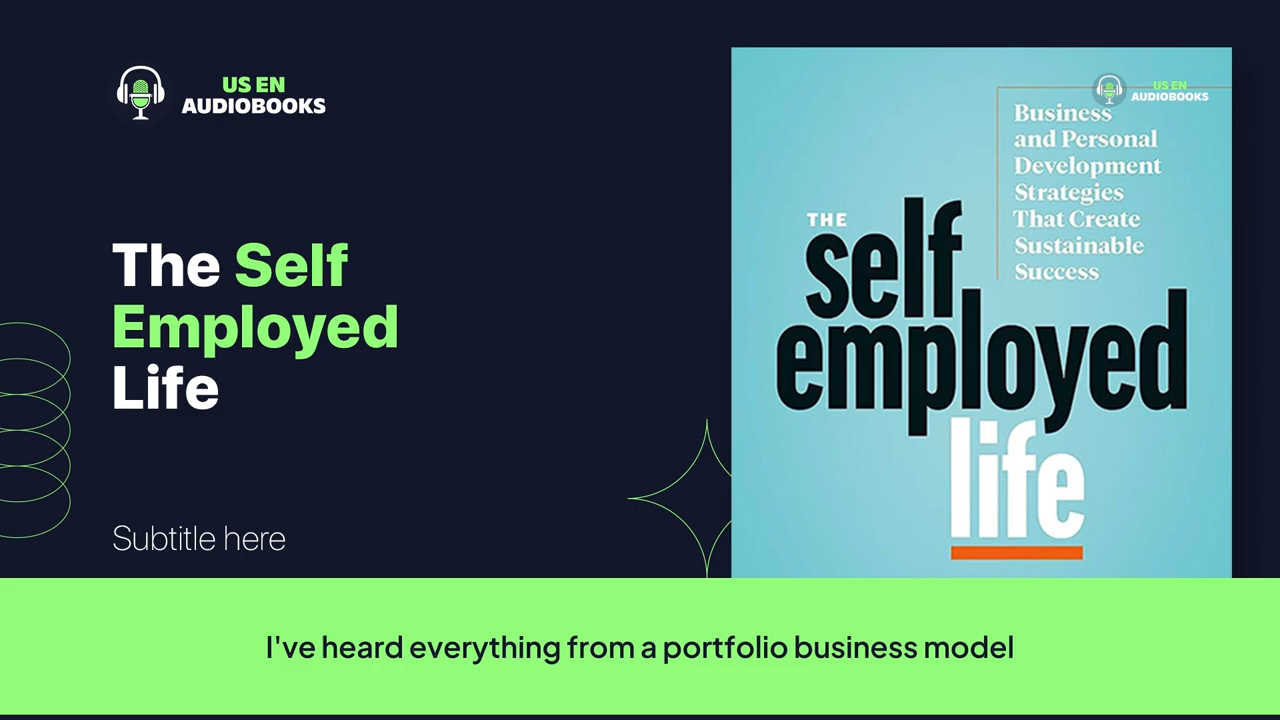 US EN
AUDIOBOOKS
The Self
Employed
Life
Subtitle here
US EN
AUDIOBOOKS
Business
and Personal
Development
Strategies
That Create
Sustainable
Success
THE
self
employed
life
I've heard everything from a portfolio business model